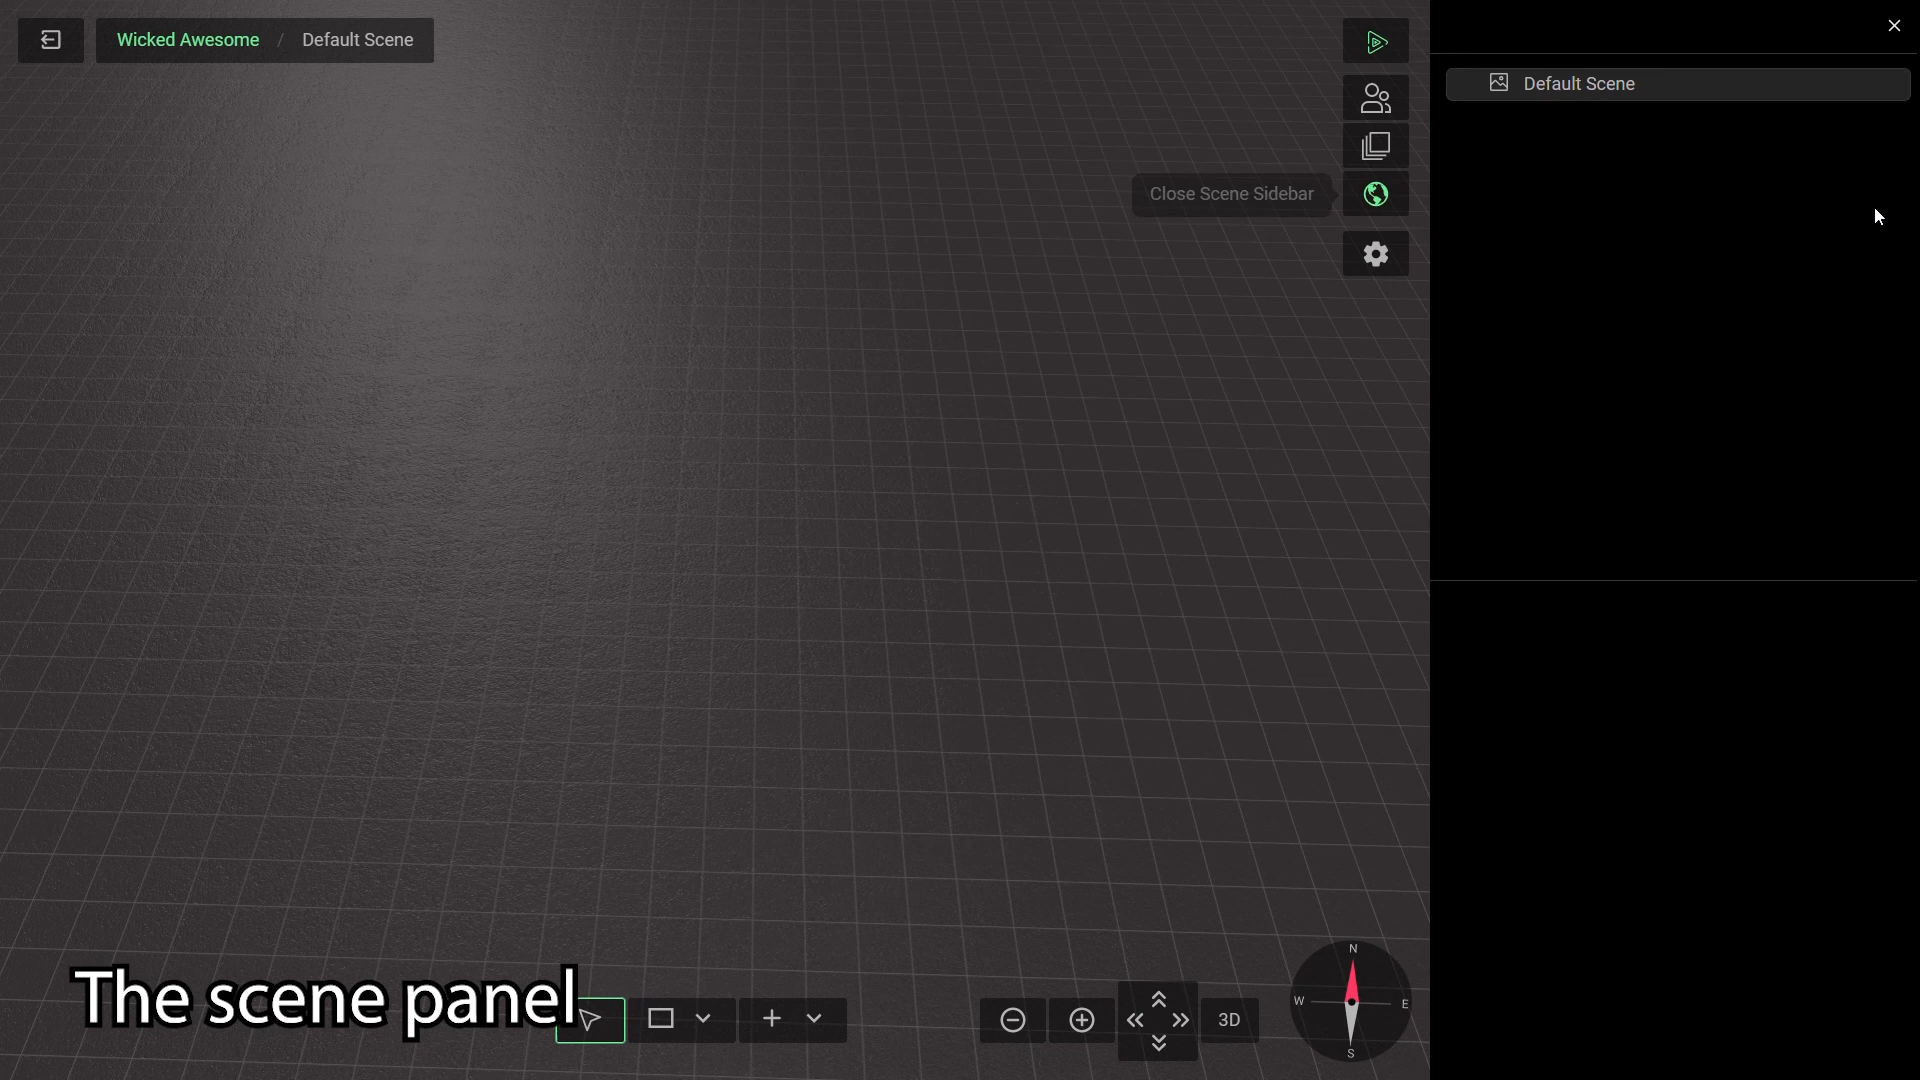 Wicked Awesome / Default Scene
Default Scene
Close Scene Sidebar
The scene panel
3D
N
W E
S